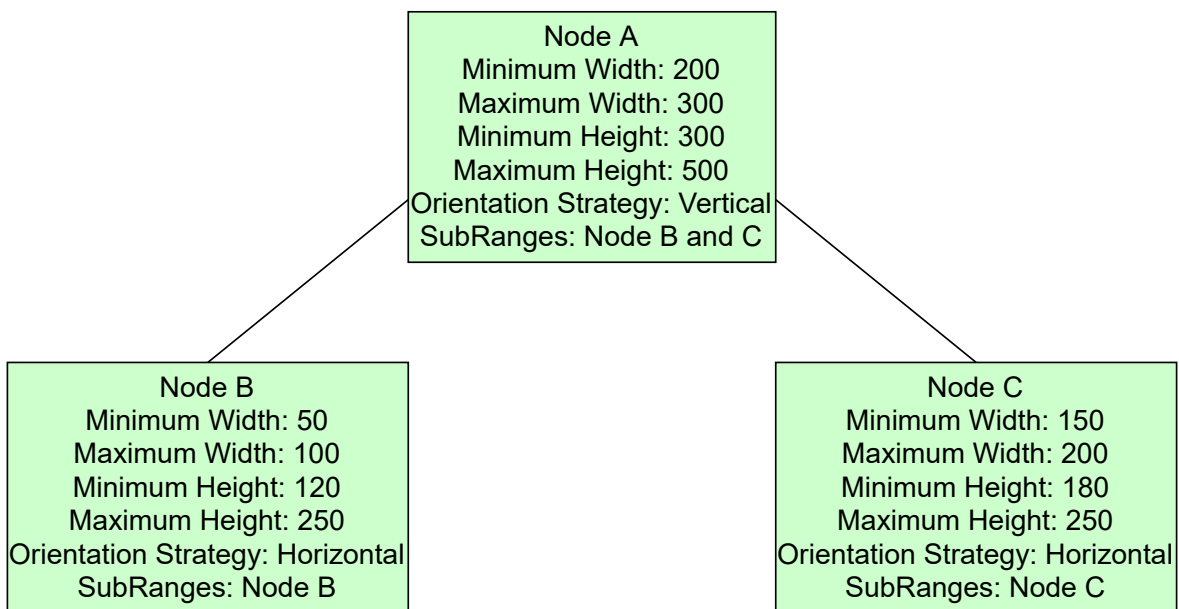 Node A
Minimum Width: 200
Maximum Width: 300
Minimum Height: 300
Maximum Height: 500
Orientation Strategy: Vertical
SubRanges: Node B and C
Node B
Minimum Width: 50
Maximum Width: 100
Minimum Height: 120
Maximum Height: 250
Orientation Strategy: Horizontal
SubRanges: Node B
Node C
Minimum Width: 150
Maximum Width: 200
Minimum Height: 180
Maximum Height: 250
Orientation Strategy: Horizontal
SubRanges: Node C